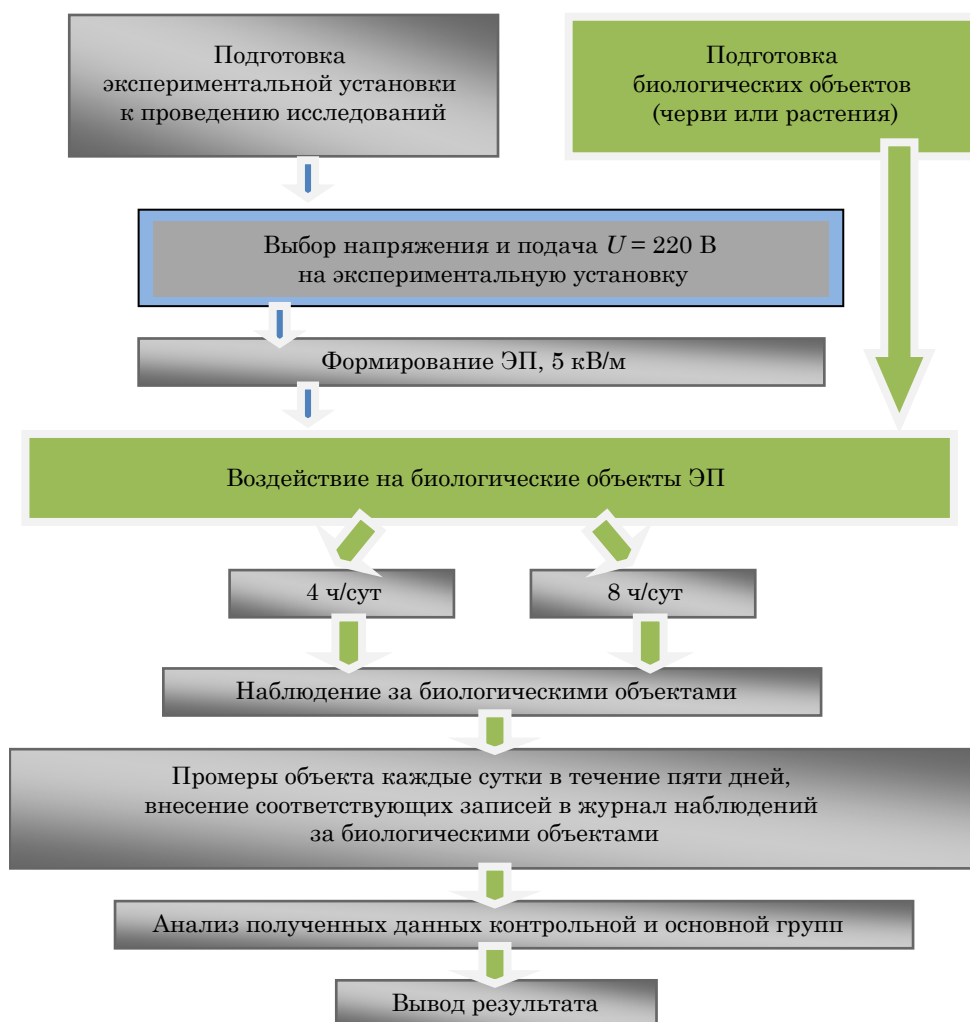 Подготовка
экспериментальной установки
к проведению исследований
Подготовка
биологических объектов
(черви или растения)
Выбор напряжения и подача U = 220 В
на экспериментальную установку
Формирование ЭП, 5 кВ/м
Воздействие на биологические объекты ЭП
4 ч/сут
8 ч/сут
Наблюдение за биологическими объектами
Промеры объекта каждые сутки в течение пяти дней,
внесение соответствующих записей в журнал наблюдений
за биологическими объектами
Анализ полученных данных контрольной и основной групп
Вывод результата